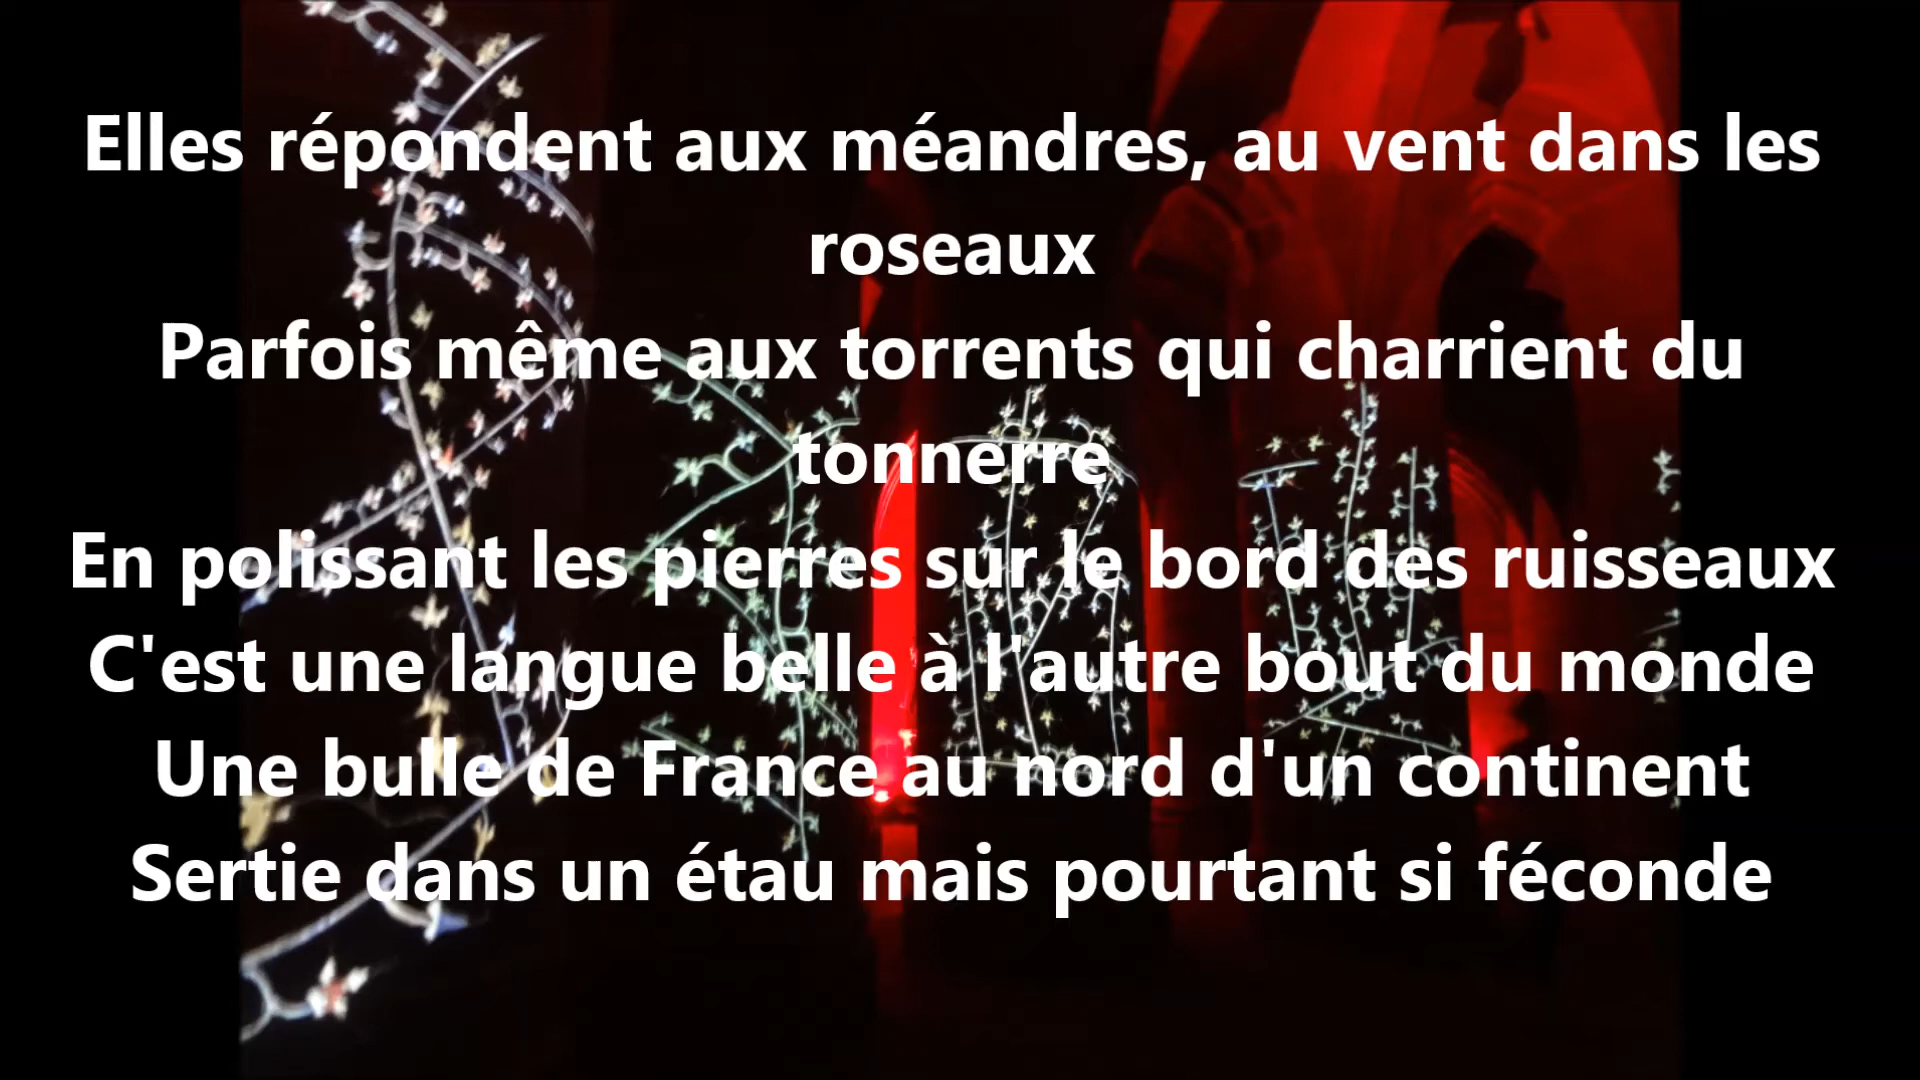 Elles répondent aux méandres, au vent dans les
roseaux
Parfois même aux torrents qui charrient du
tonnerre
En polissant les pierres sur le bord des ruisseaux
C'est une langue belle à l'autre bout du monde
Une bulle de France au nord d'un continent
Sertie dans un étau mais pourtant si féconde